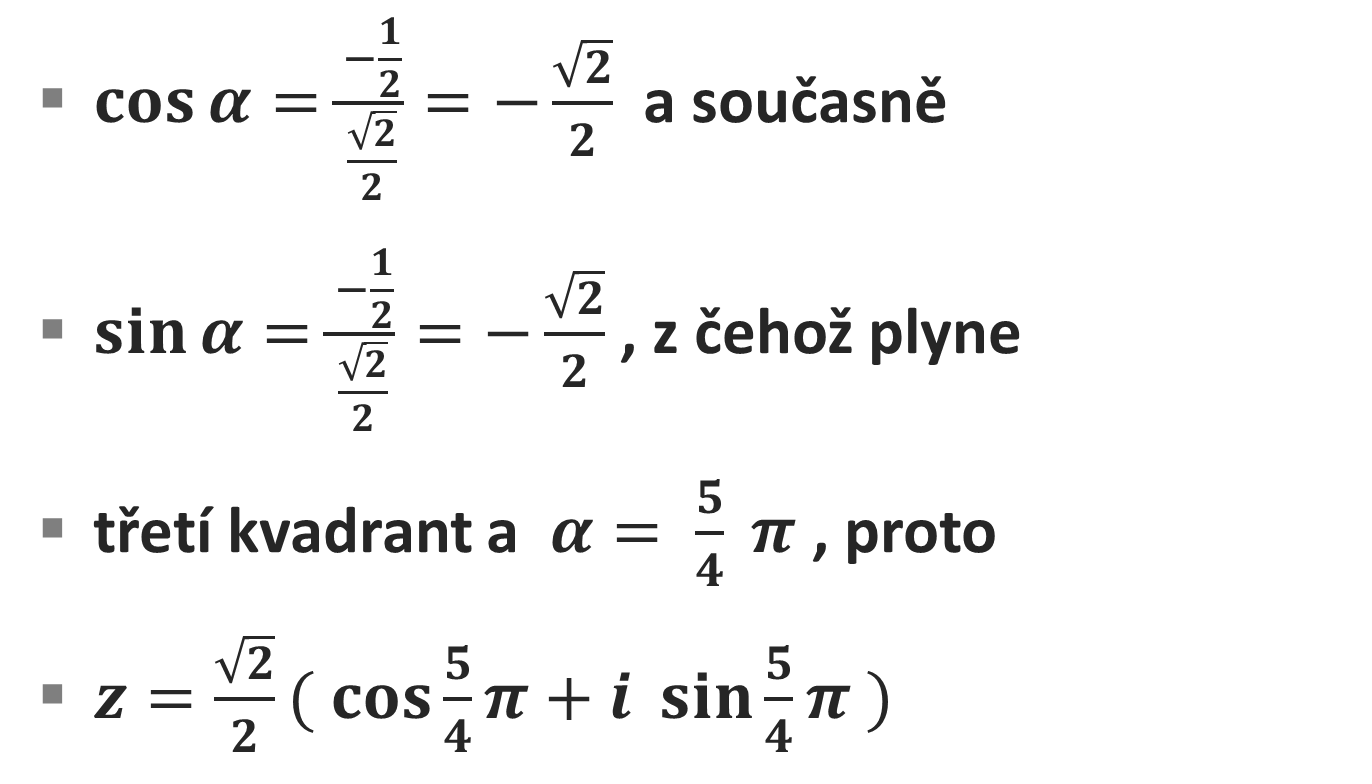 ▪ cos α = (−1/2)/(√2/2) = − √2/2 a současně
▪ sin α = (−1/2)/(√2/2) = − √2/2 , z čehož plyne
▪ třetí kvadrant a α = 5/4 π , proto
▪ z = √2/2 ( cos 5/4 π + i sin 5/4 π )